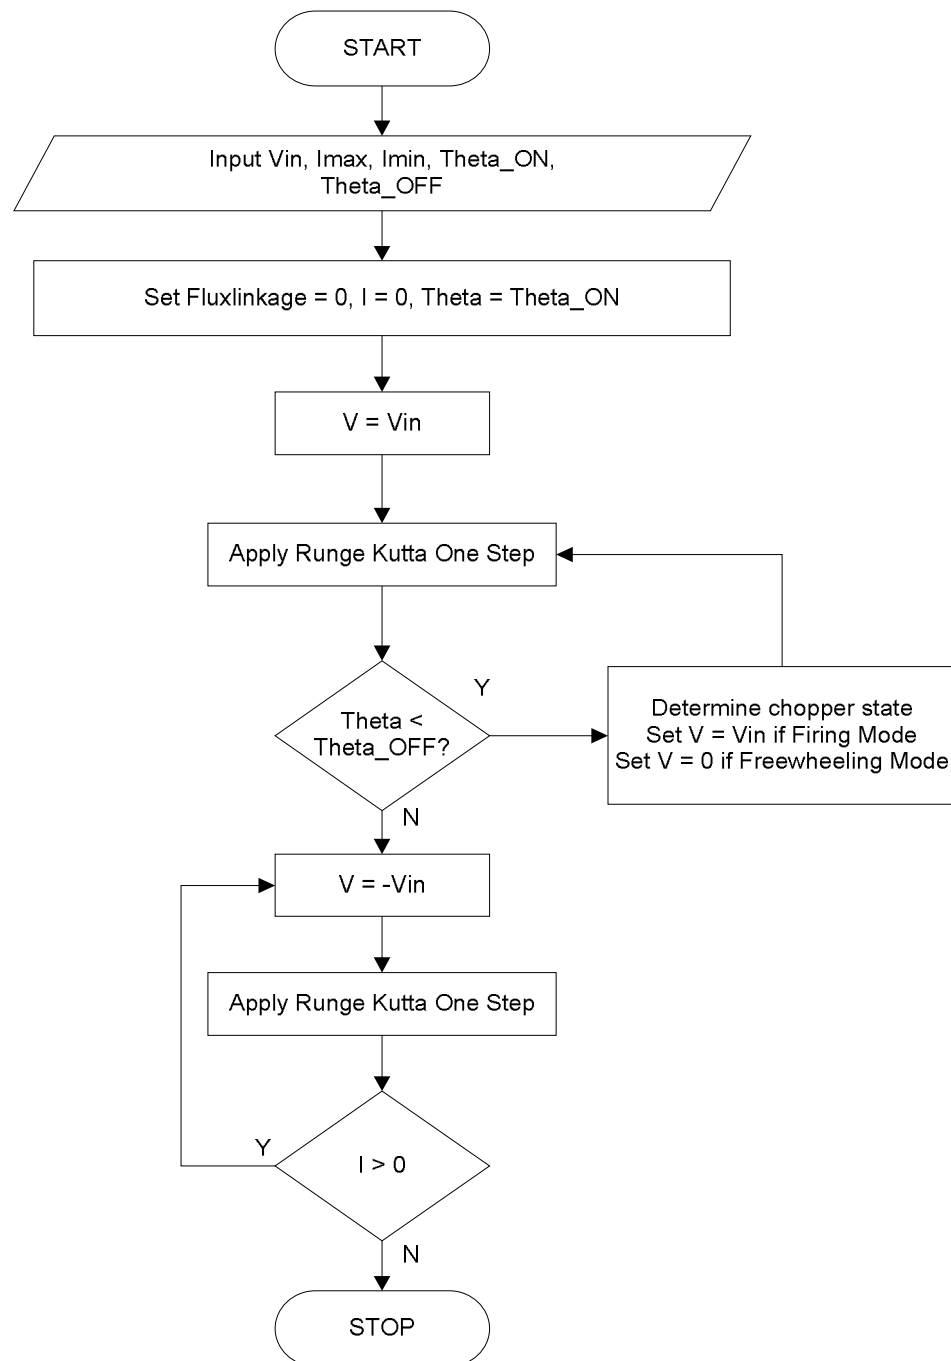 START
Input Vin, Imax, Imin, Theta_ON,
Theta_OFF
Set Fluxlinkage = 0, I = 0, Theta = Theta_ON
V = Vin
Apply Runge Kutta One Step
Theta <
Theta_OFF?
Y
Determine chopper state
Set V = Vin if Firing Mode
Set V = 0 if Freewheeling Mode
N
V = -Vin
Apply Runge Kutta One Step
I > 0
Y
N
STOP